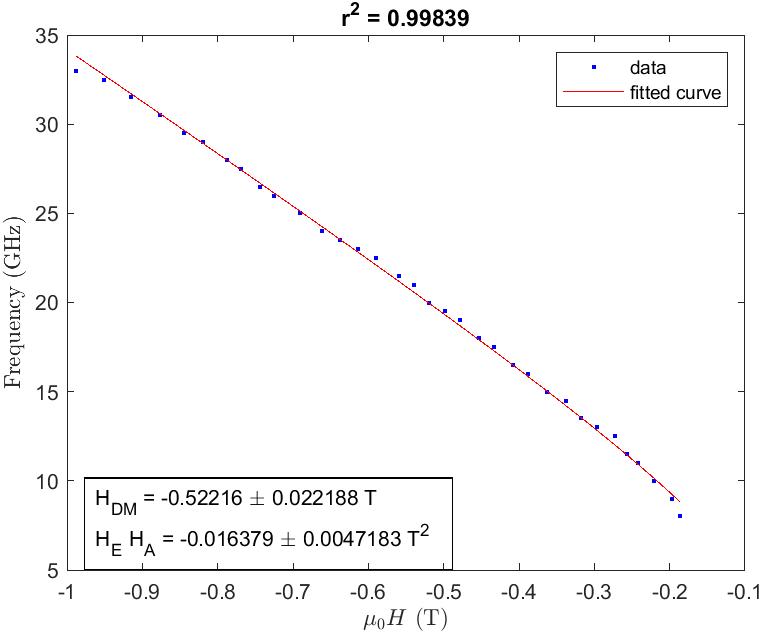 r² = 0.99839
35
30
25
20
15
10
5
Frequency (GHz)
data
fitted curve
H_DM = -0.52216 ± 0.022188 T
H_E H_A = -0.016379 ± 0.0047183 T²
-1 -0.9 -0.8 -0.7 -0.6 -0.5 -0.4 -0.3 -0.2 -0.1
μ₀H (T)